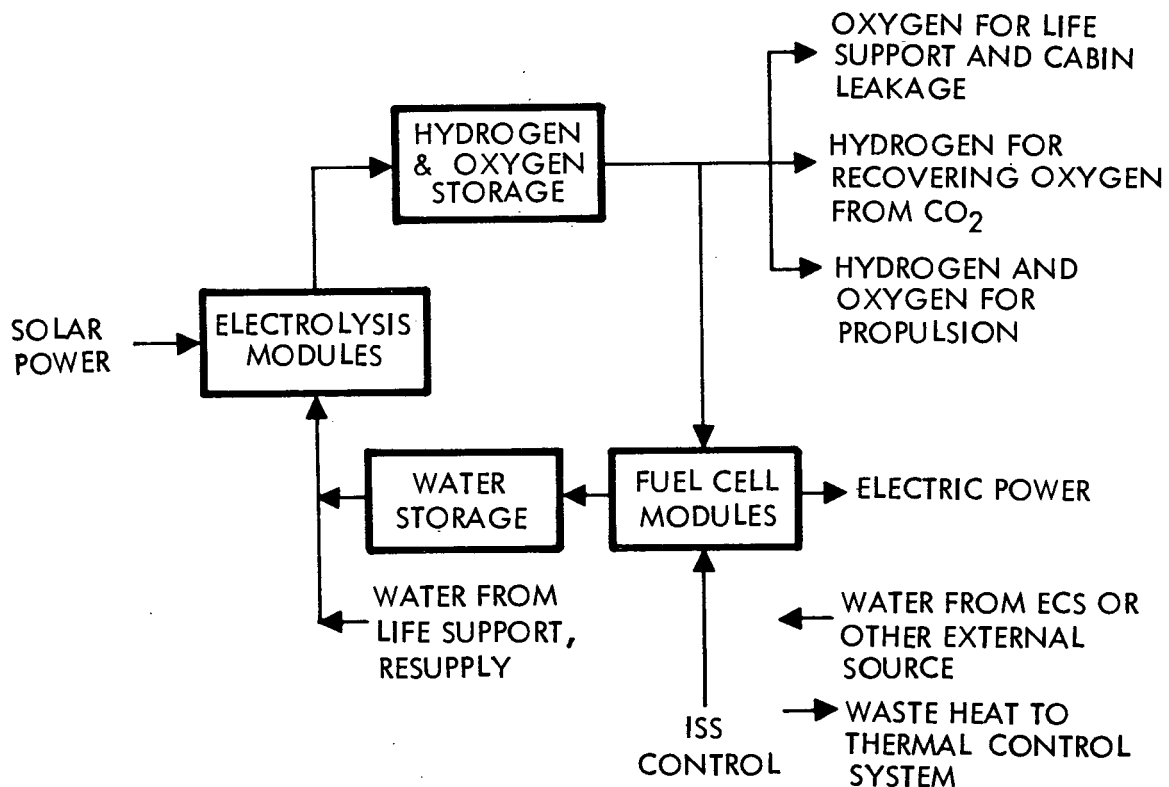 OXYGEN FOR LIFE
SUPPORT AND CABIN
LEAKAGE
HYDROGEN
& OXYGEN
STORAGE
HYDROGEN FOR
RECOVERING OXYGEN
FROM CO2
HYDROGEN AND
OXYGEN FOR
PROPULSION
SOLAR
POWER
ELECTROLYSIS
MODULES
WATER
STORAGE
FUEL CELL
MODULES
ELECTRIC POWER
WATER FROM
LIFE SUPPORT,
RESUPPLY
WATER FROM ECS OR
OTHER EXTERNAL
SOURCE
ISS
CONTROL
WASTE HEAT TO
THERMAL CONTROL
SYSTEM